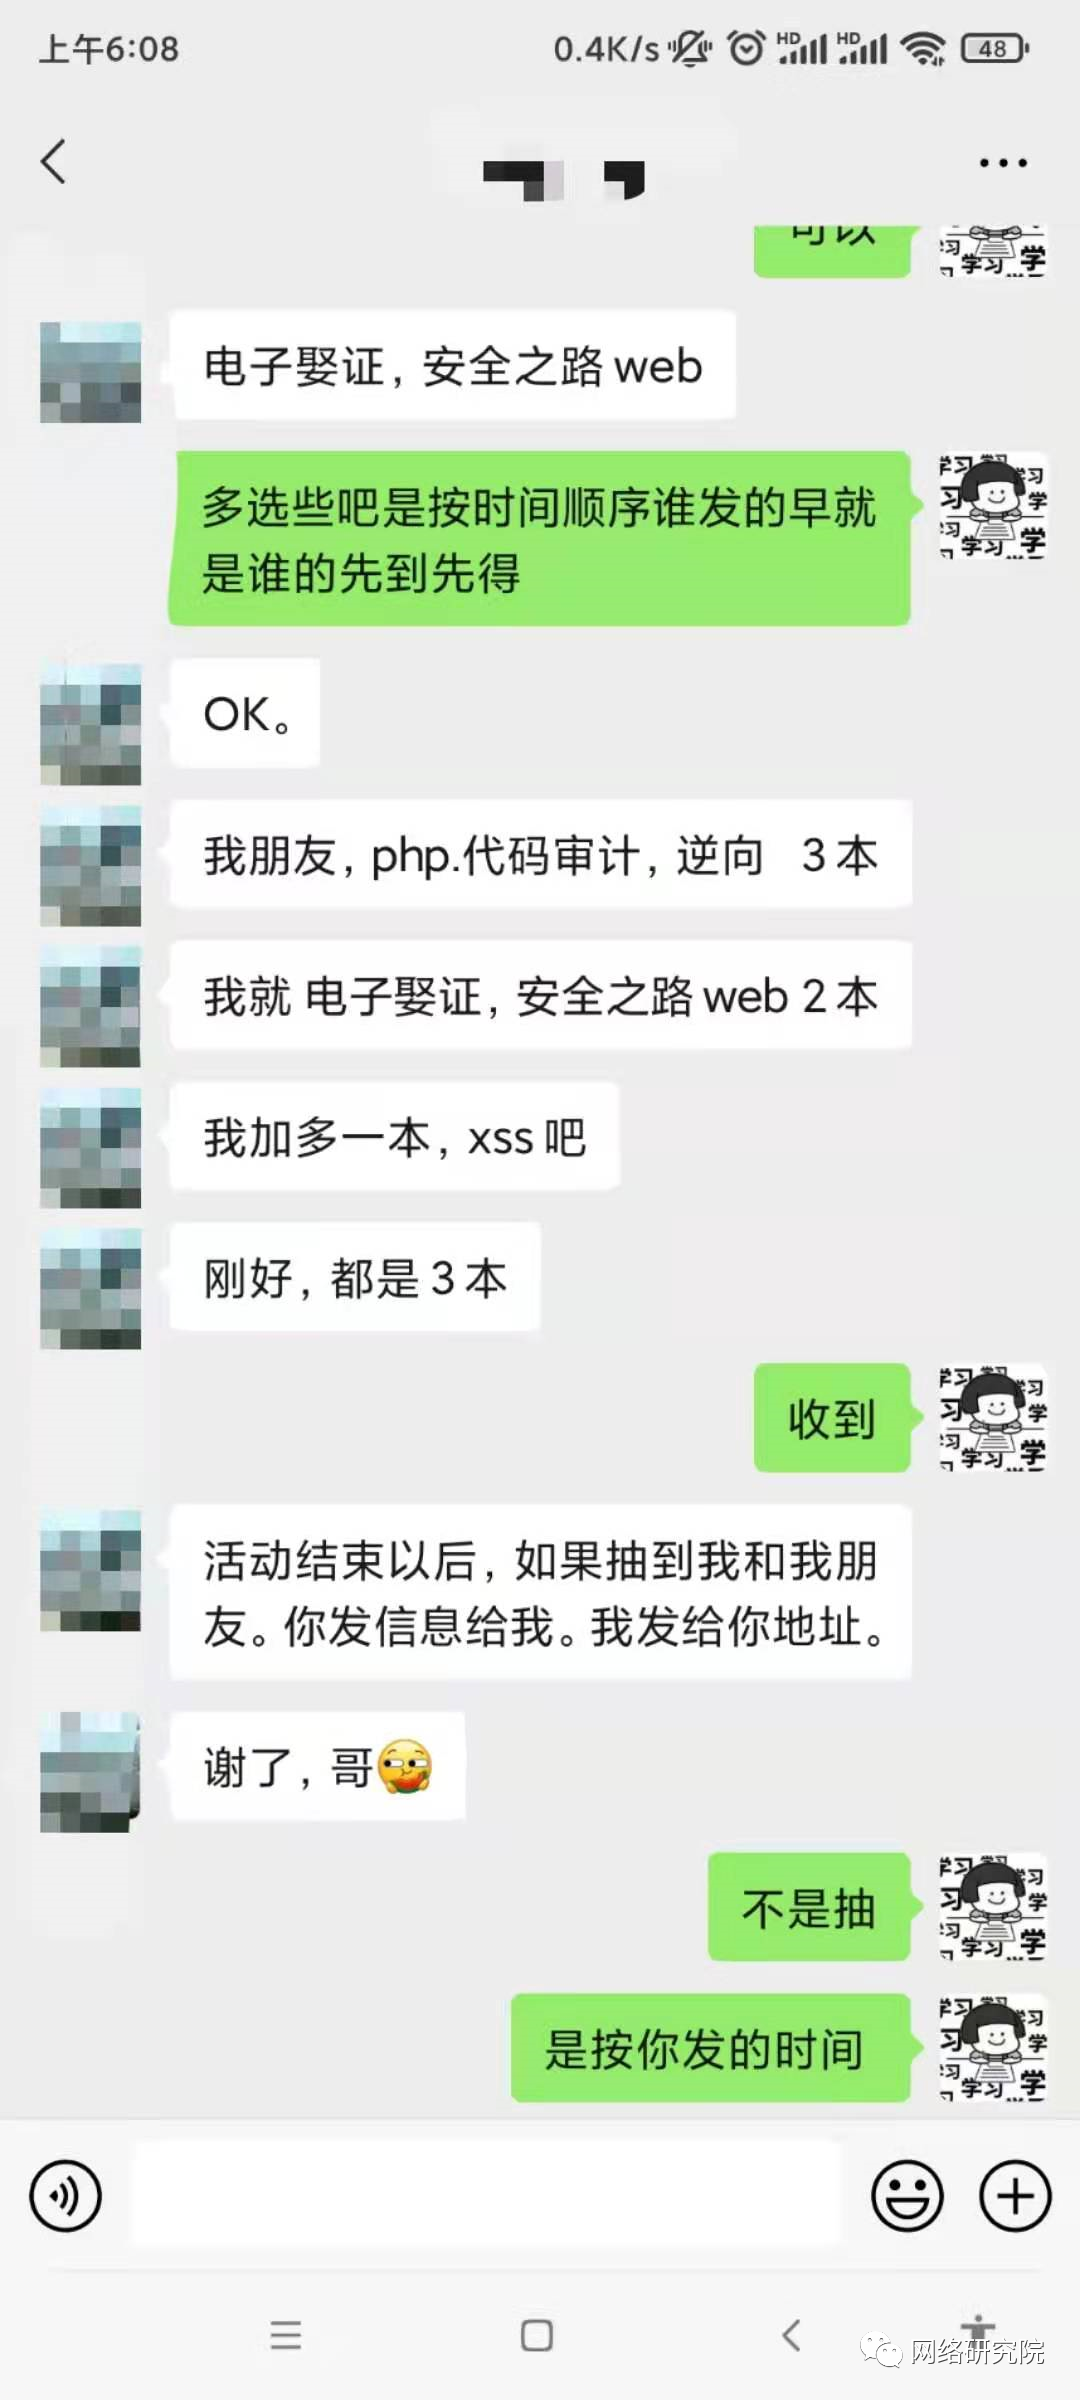 上午6:08
0.4K/s
HD
HD
48
可以
电子娶证，安全之路 web
多选些吧是按时间顺序谁发的早就
是谁的先到先得
OK。
我朋友，php.代码审计，逆向 3 本
我就 电子娶证，安全之路 web 2 本
我加多一本，xss 吧
刚好，都是 3 本
收到
活动结束以后，如果抽到我和我朋
友。你发信息给我。我发给你地址。
谢了，哥
不是抽
是按你发的时间
网络研究院